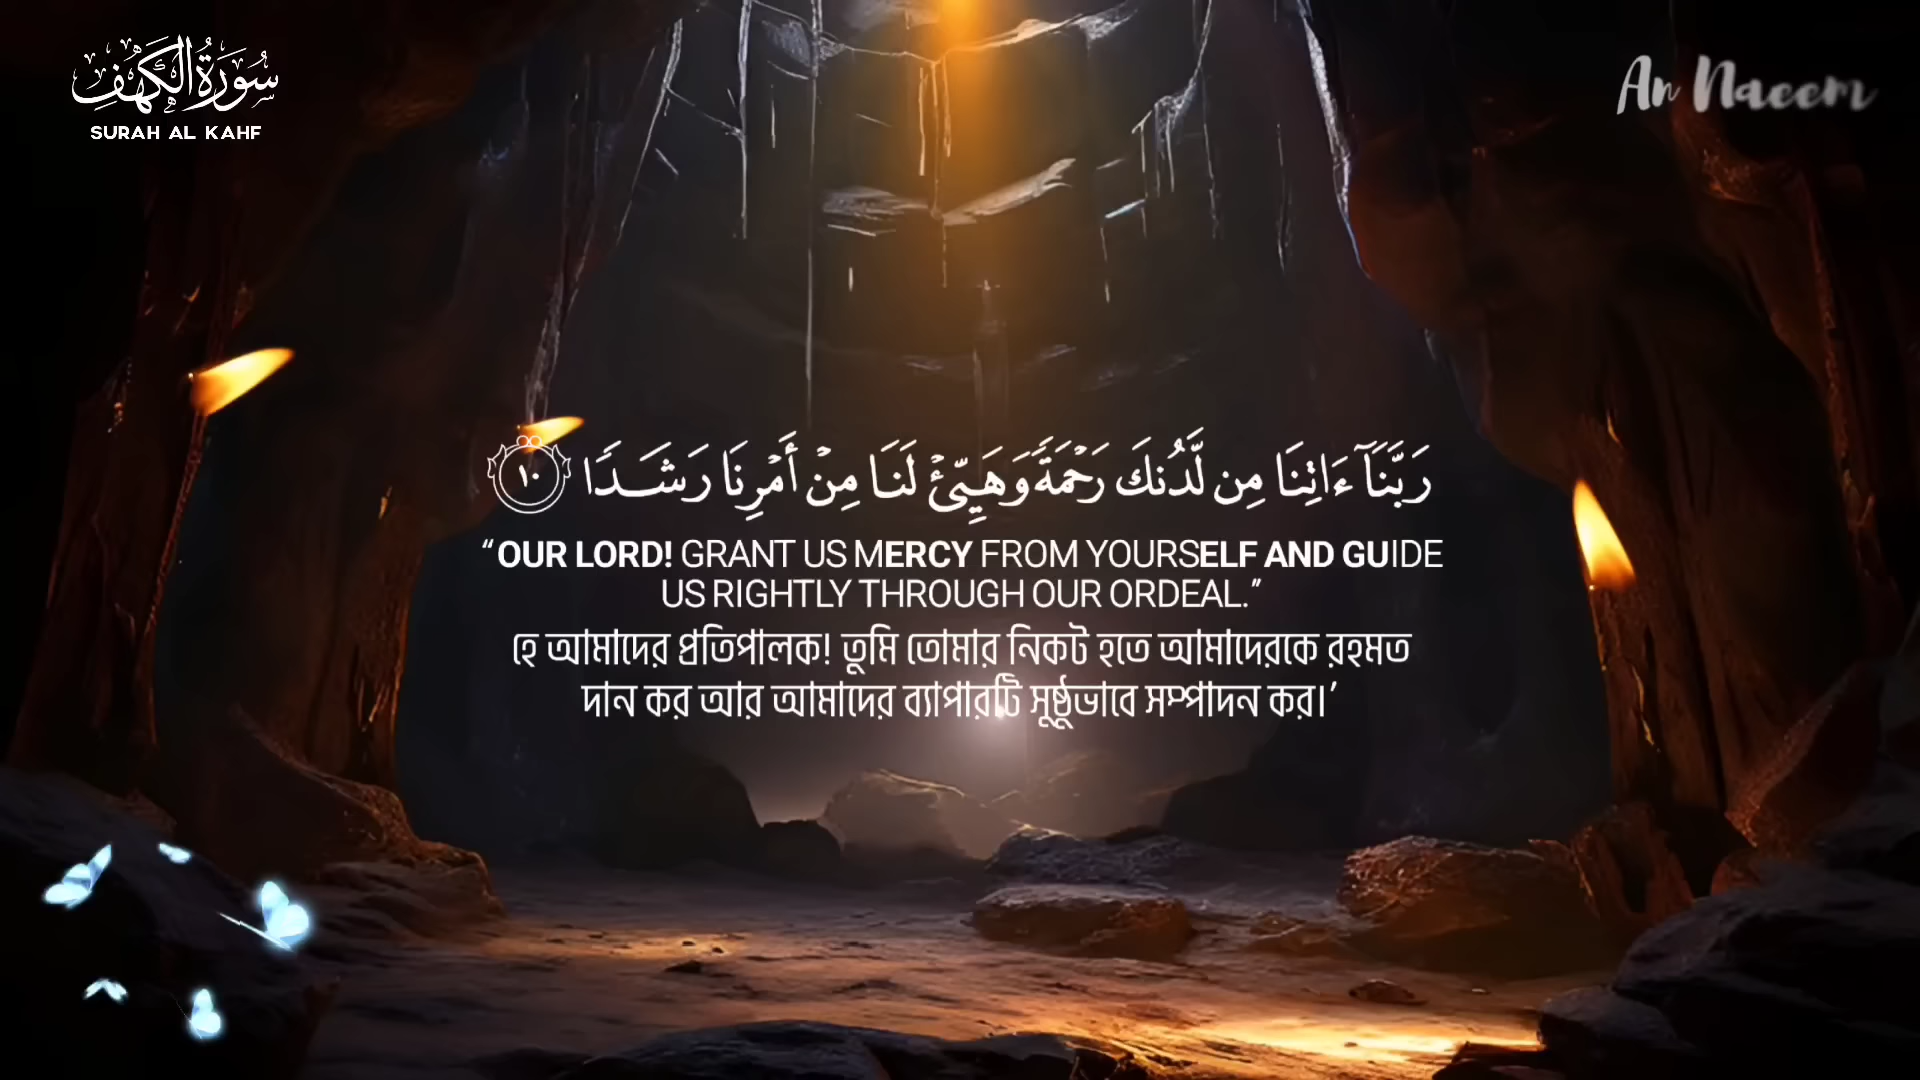 سُورَةُ الكَهْفِ
SURAH AL KAHF
An Naeem
رَبَّنَآ ءَاتِنَا مِن لَّدُنكَ رَحْمَةً وَهَيِّئْ لَنَا مِنْ أَمْرِنَا رَشَدًا ١٠
“OUR LORD! GRANT US MERCY FROM YOURSELF AND GUIDE
US RIGHTLY THROUGH OUR ORDEAL.”
হে আমাদের প্রতিপালক! তুমি তোমার নিকট হতে আমাদেরকে রহমত
দান কর আর আমাদের ব্যাপারটি সুষ্ঠুভাবে সম্পাদন কর।’